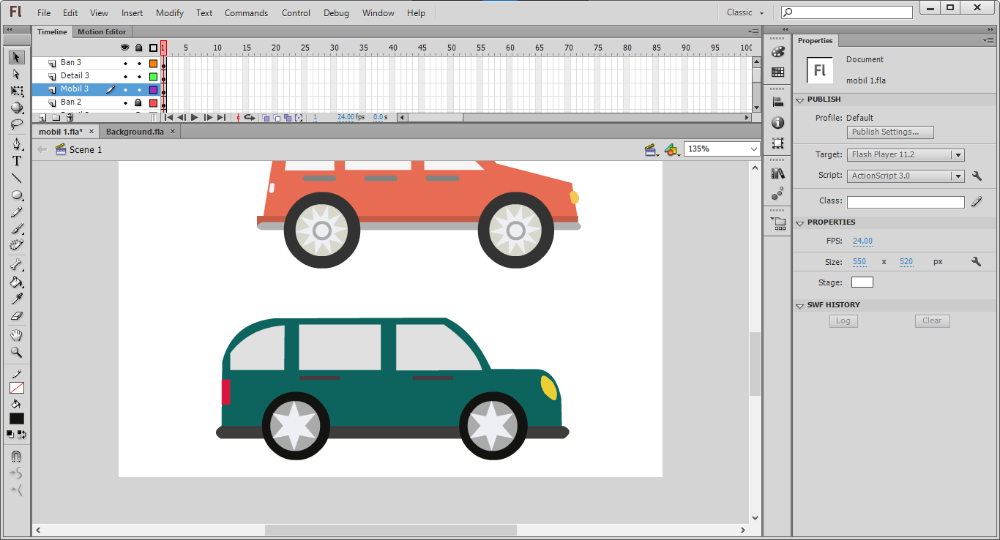 Fl File Edit View Insert Modify Text Commands Control Debug Window Help Classic
Timeline Motion Editor
1 5 10 15 20 25 30 35 40 45 50 55 60 65 70 75 80 85 90 95 100
Ban 3
Detail 3
Mobil 3
Ban 2
1 24.00 fps 0.0 s
mobil 1.fla* × Background.fla ×
Scene 1 135%
T
Properties
Fl
Document
mobil 1.fla
PUBLISH
Profile: Default
Publish Settings...
Target: Flash Player 11.2
Script: ActionScript 3.0
Class:
PROPERTIES
FPS: 24.00
Size: 550 x 520 px
Stage:
SWF HISTORY
Log Clear